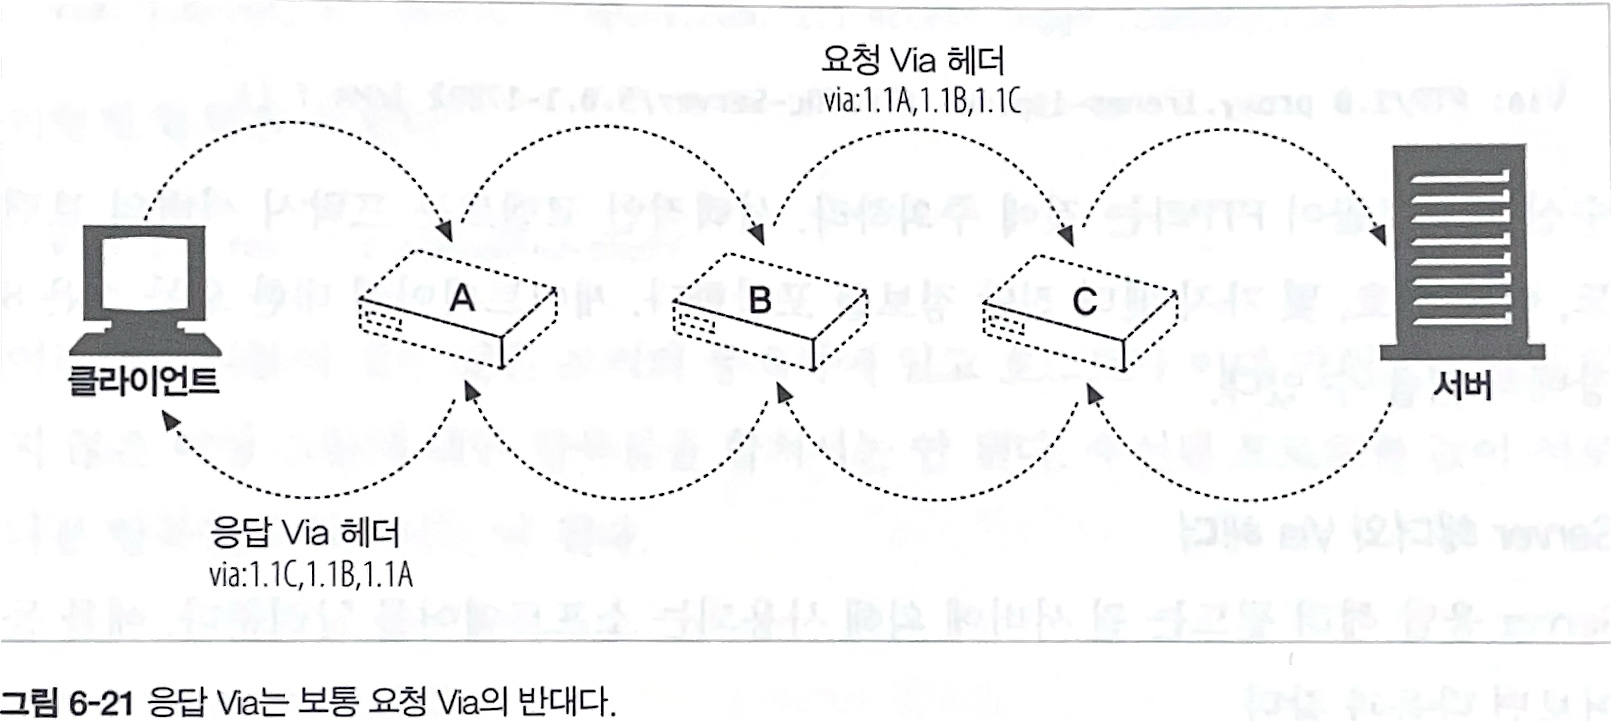 요청 Via 헤더
via:1.1A,1.1B,1.1C
A
B
C
클라이언트
서버
응답 Via 헤더
via:1.1C,1.1B,1.1A
그림 6-21 응답 Via는 보통 요청 Via의 반대다.